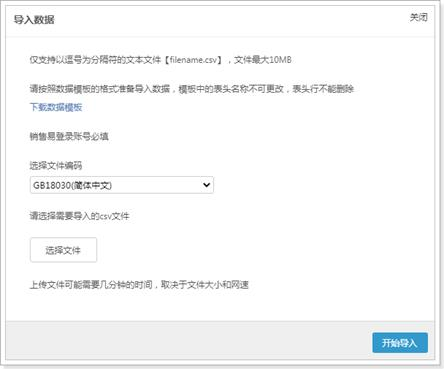 导入数据
关闭
仅支持以逗号为分隔符的文本文件【filename.csv】，文件最大10MB
请按照数据模板的格式准备导入数据，模板中的表头名称不可更改，表头行不能删除
下载数据模板
销售易登录账号必填
选择文件编码
GB18030(简体中文)
请选择需要导入的csv文件
选择文件
上传文件可能需要几分钟的时间，取决于文件大小和网速
开始导入